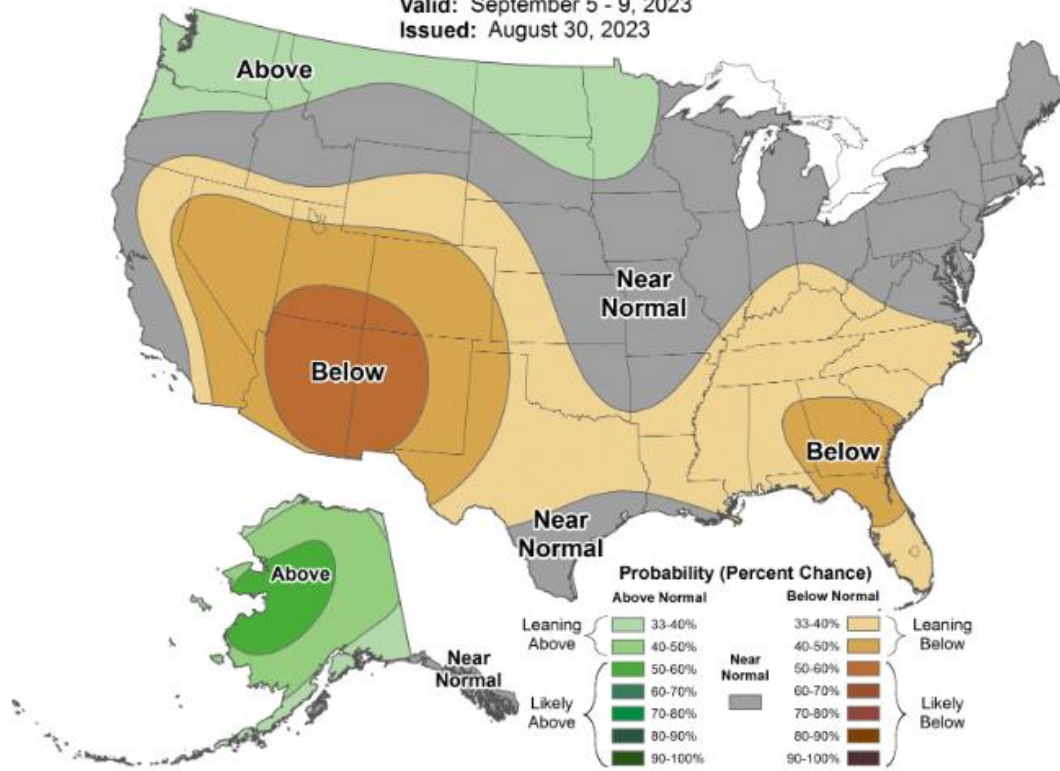 Valid: September 5 - 9, 2023
Issued: August 30, 2023
Above
Near
Normal
Below
Below
Near
Normal
Above
Near
Normal
Probability (Percent Chance)
Above Normal Below Normal
Leaning
Above
33-40% 33-40%
40-50% 40-50%
Leaning
Below
Near
Normal
Likely
Above
50-60% 50-60%
60-70% 60-70%
70-80% 70-80%
80-90% 80-90%
90-100% 90-100%
Likely
Below